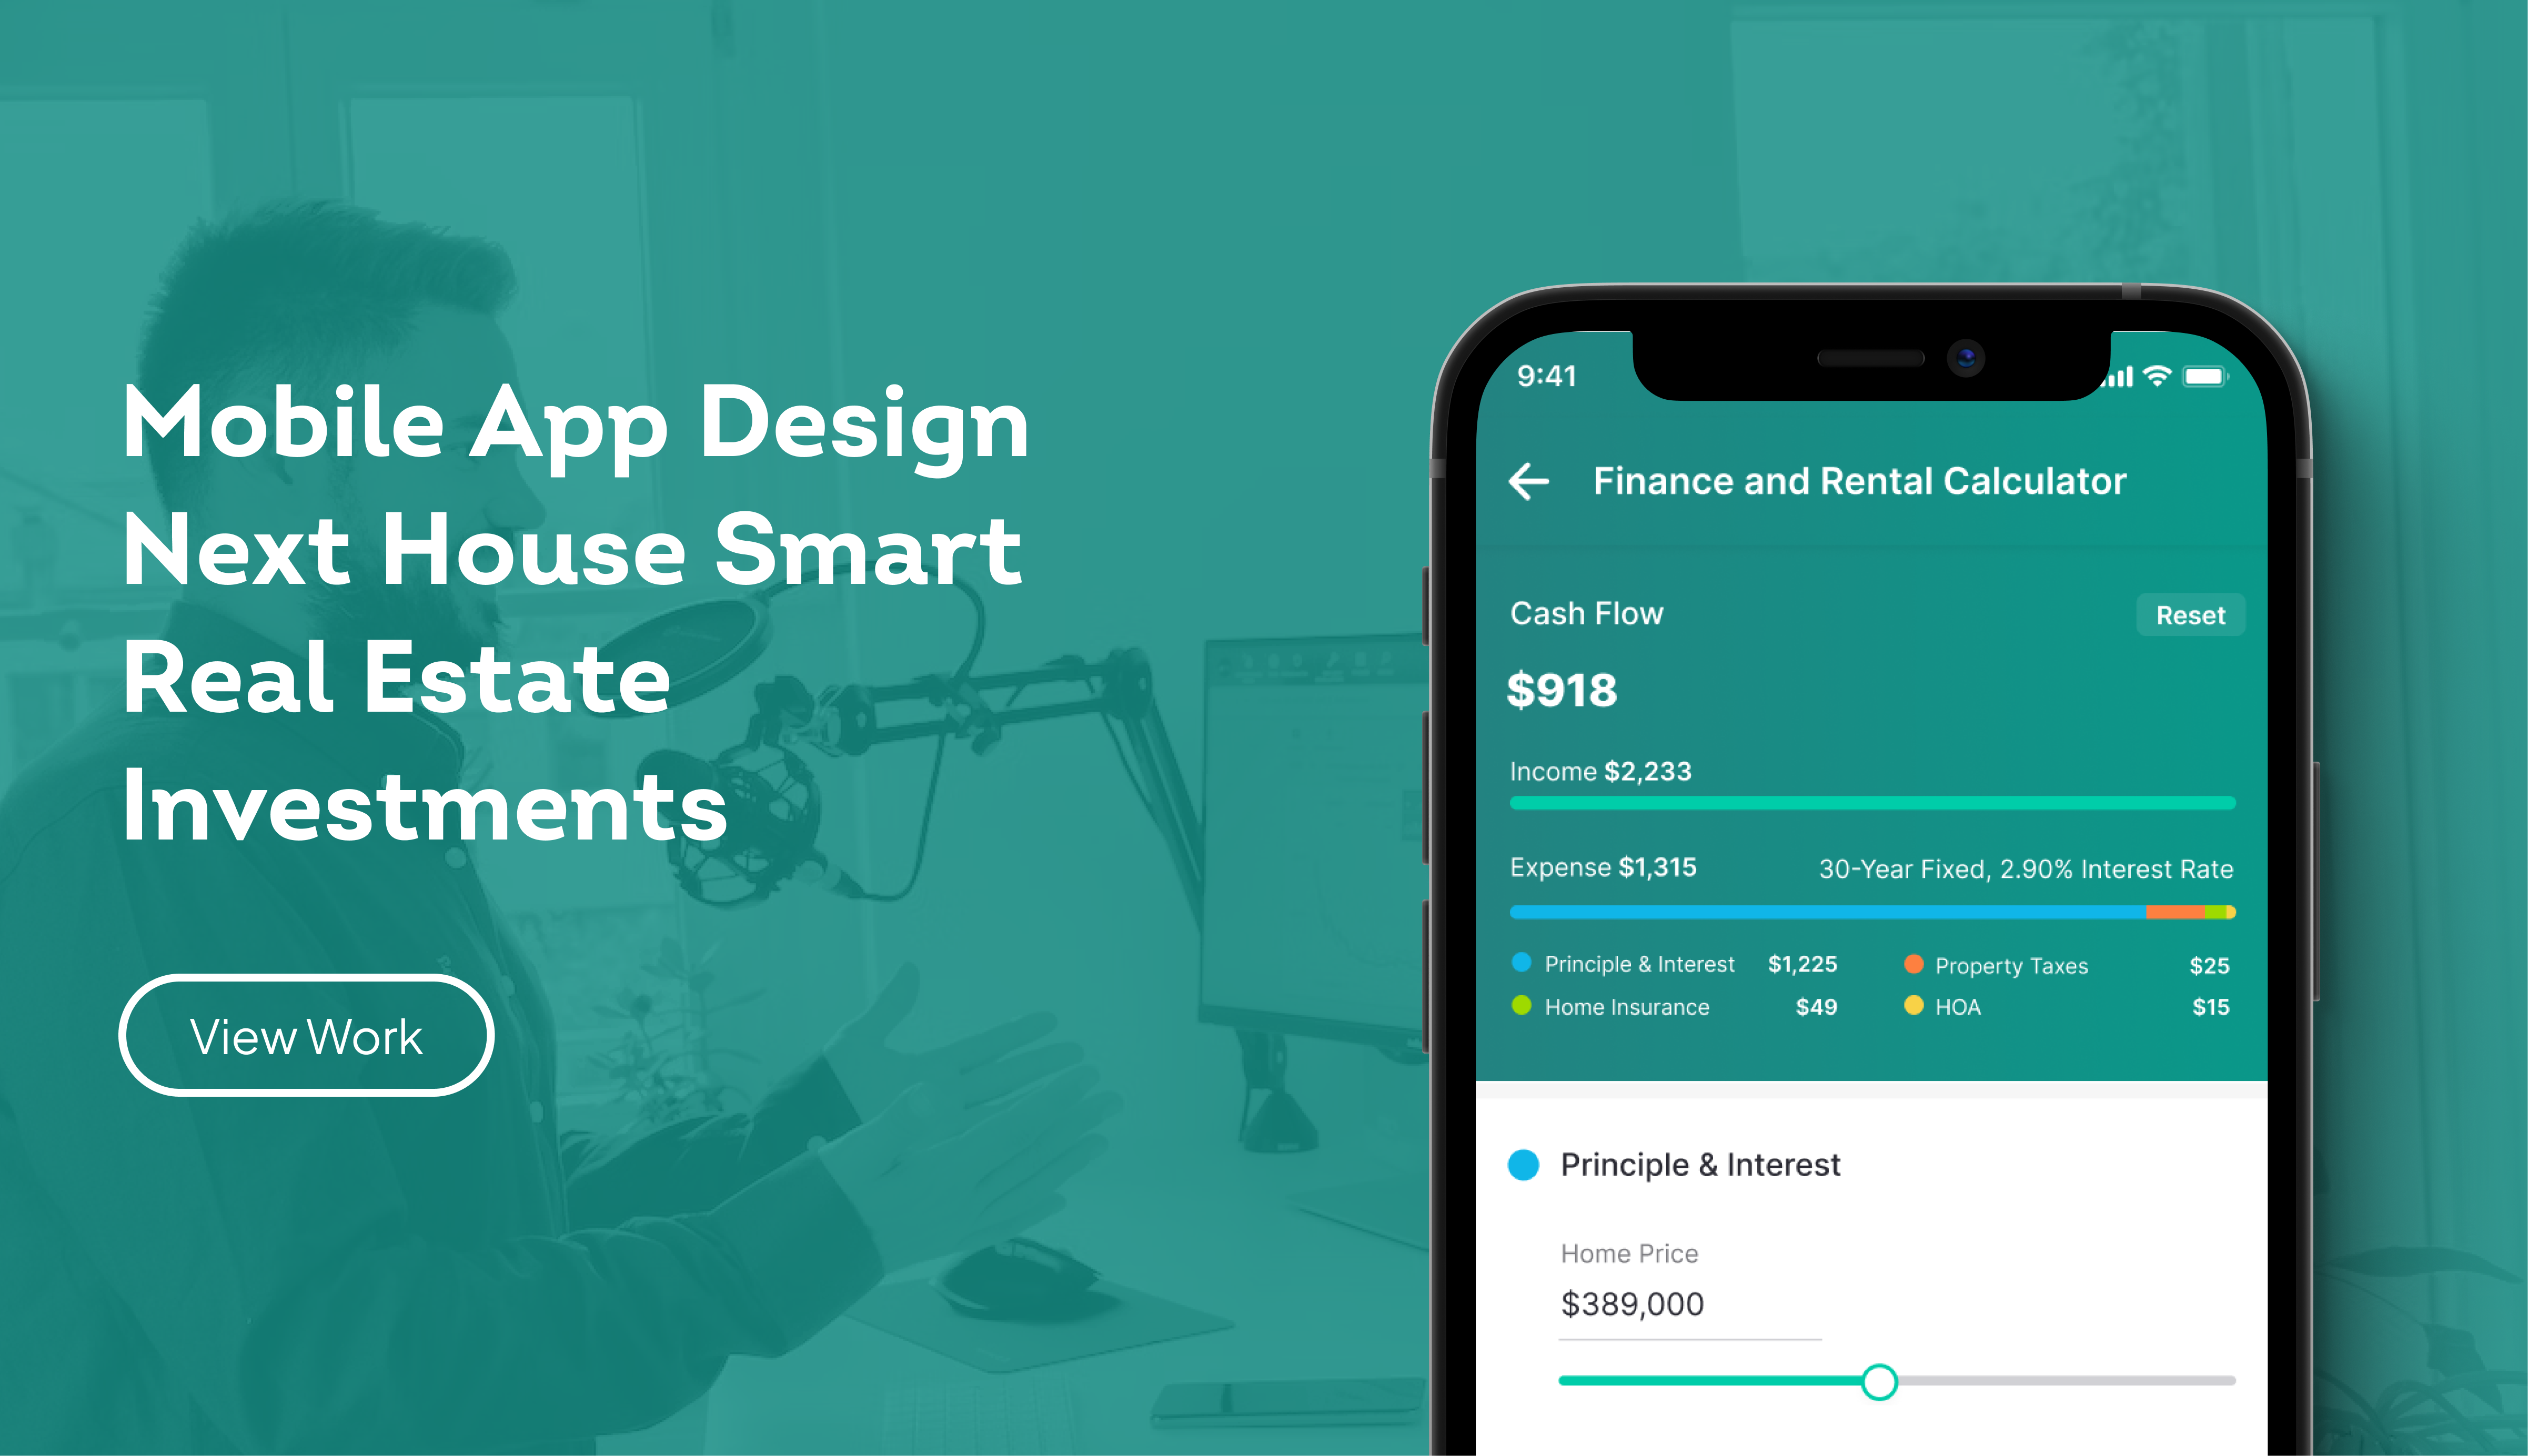 Mobile App Design
Next House Smart
Real Estate
Investments
View Work
9:41
Finance and Rental Calculator
Cash Flow
Reset
$918
Income $2,233
Expense $1,315
30-Year Fixed, 2.90% Interest Rate
Principle & Interest $1,225
Property Taxes $25
Home Insurance $49
HOA $15
Principle & Interest
Home Price
$389,000